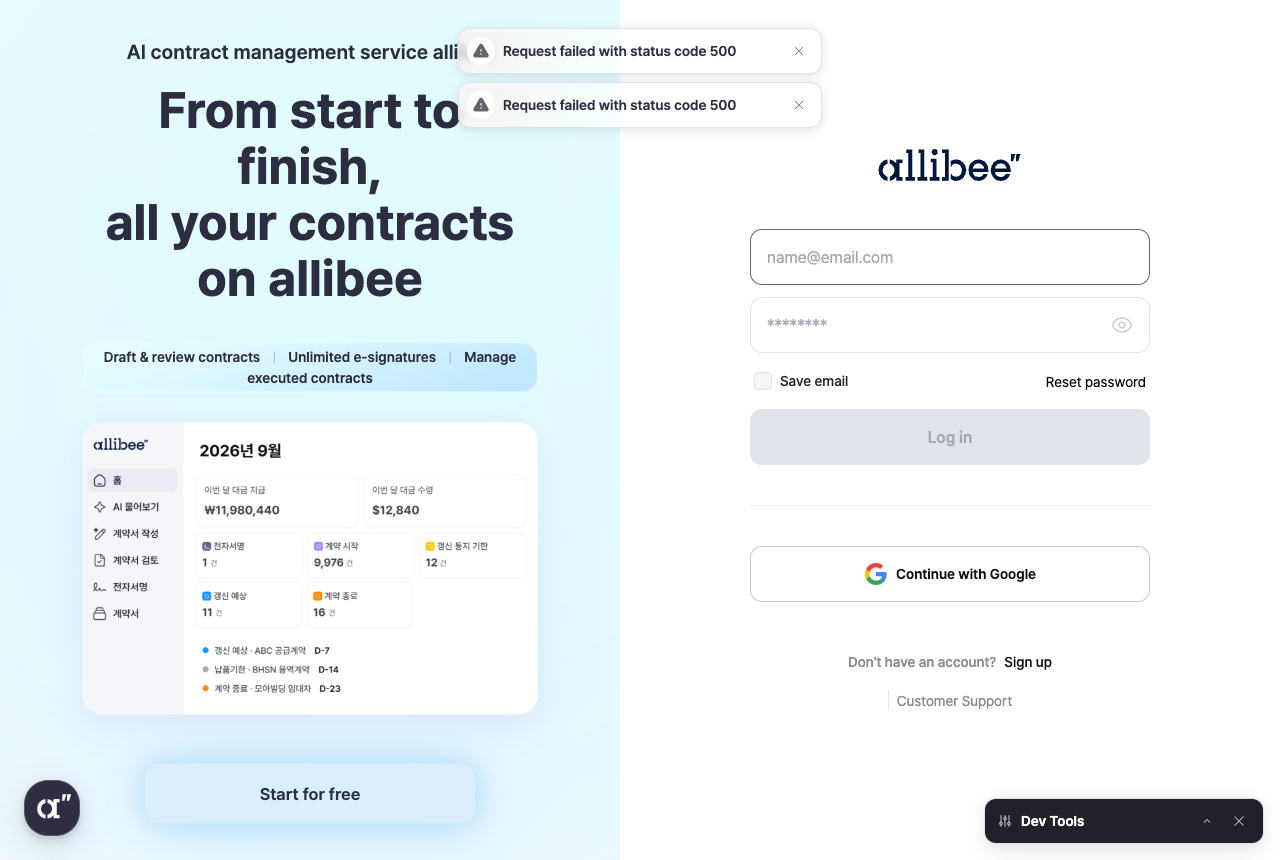 AI contract management service alli
From start to
finish,
all your contracts
on allibee
Draft & review contracts | Unlimited e-signatures | Manage
executed contracts
allibee"
2026년 9월
홈
AI 물어보기
계약서 작성
계약서 검토
전자서명
계약서
이번 달 대금 지급
₩11,980,440
이번 달 대금 수령
$12,840
전자서명
1 건
계약 시작
9,976 건
갱신 통지 기한
12 건
갱신 예상
11 건
계약 종료
16 건
갱신 예상 · ABC 공급계약 D-7
납품기한 · BHSN 용역계약 D-14
계약 종료 · 모아빌딩 임대차 D-23
Start for free
a"
Request failed with status code 500
Request failed with status code 500
allibee"
name@email.com
********
Save email
Reset password
Log in
Continue with Google
Don't have an account? Sign up
Customer Support
Dev Tools